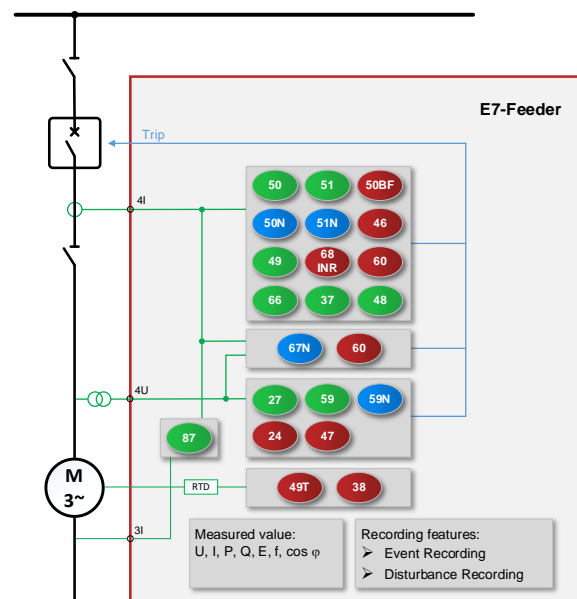 E7-Feeder
Trip
4I
50 51 50BF
50N 51N 46
49 68 INR 60
66 37 48
67N 60
4U
27 59 59N
24 47
87
M
3~
RTD
49T 38
3I
Measured value:
U, I, P, Q, E, f, cos φ
Recording features:
➢ Event Recording
➢ Disturbance Recording